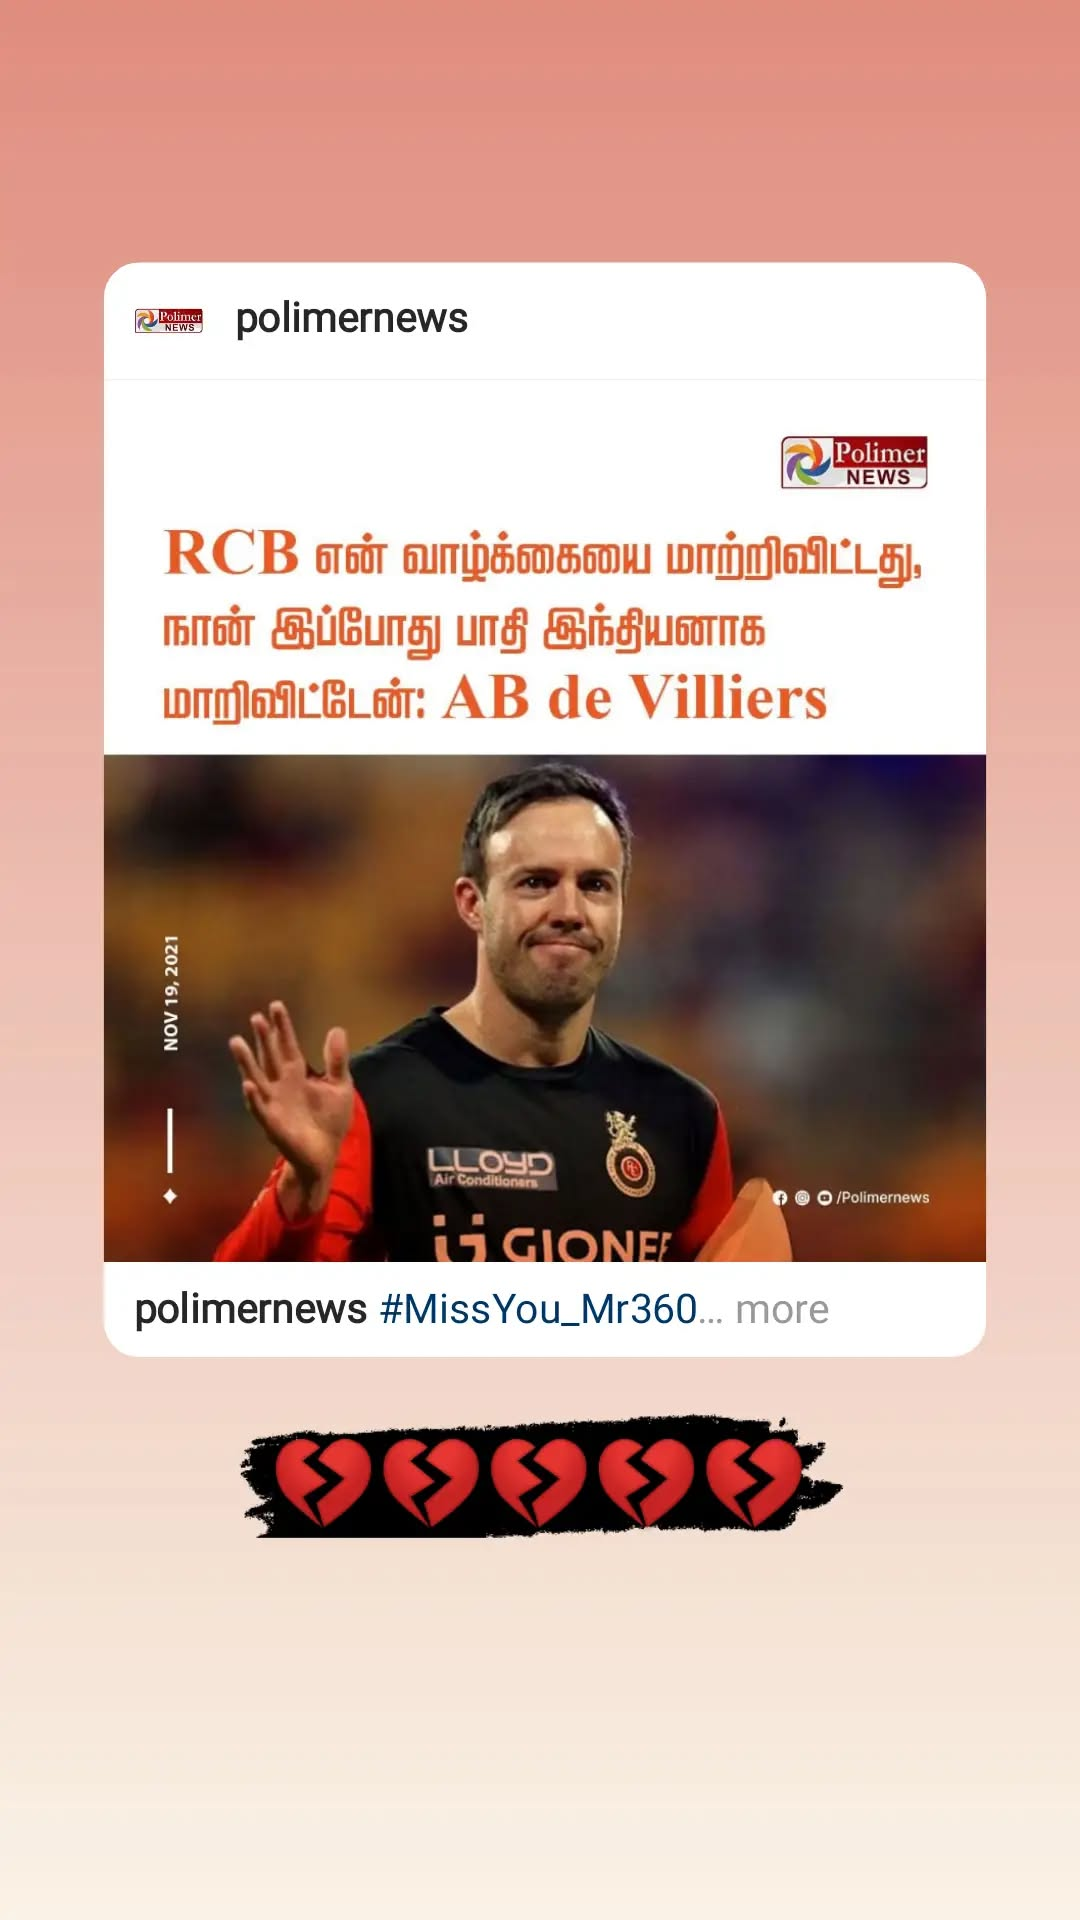 Polimer
NEWS
polimernews
Polimer
NEWS
RCB என் வாழ்க்கையை மாற்றிவிட்டது,
நான் இப்போது பாதி இந்தியனாக
மாறிவிட்டேன்: AB de Villiers
NOV 19, 2021
LLOYD
Air Conditioners
GIONEE
/Polimernews
polimernews #MissYou_Mr360... more